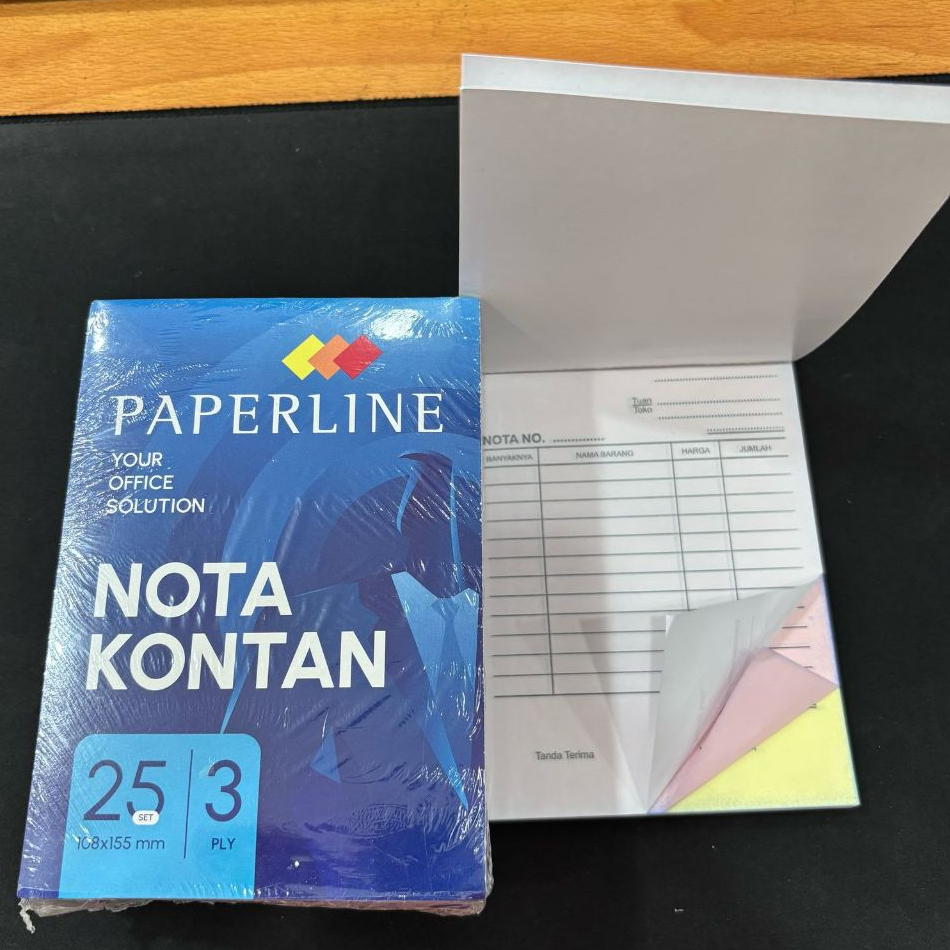 PAPERLINE
YOUR
OFFICE
SOLUTION
NOTA
KONTAN
25 SET
108x155 mm
3
PLY
Tuan
Toko
NOTA NO.
BANYAKNYA NAMA BARANG HARGA JUMLAH
Tanda Terima